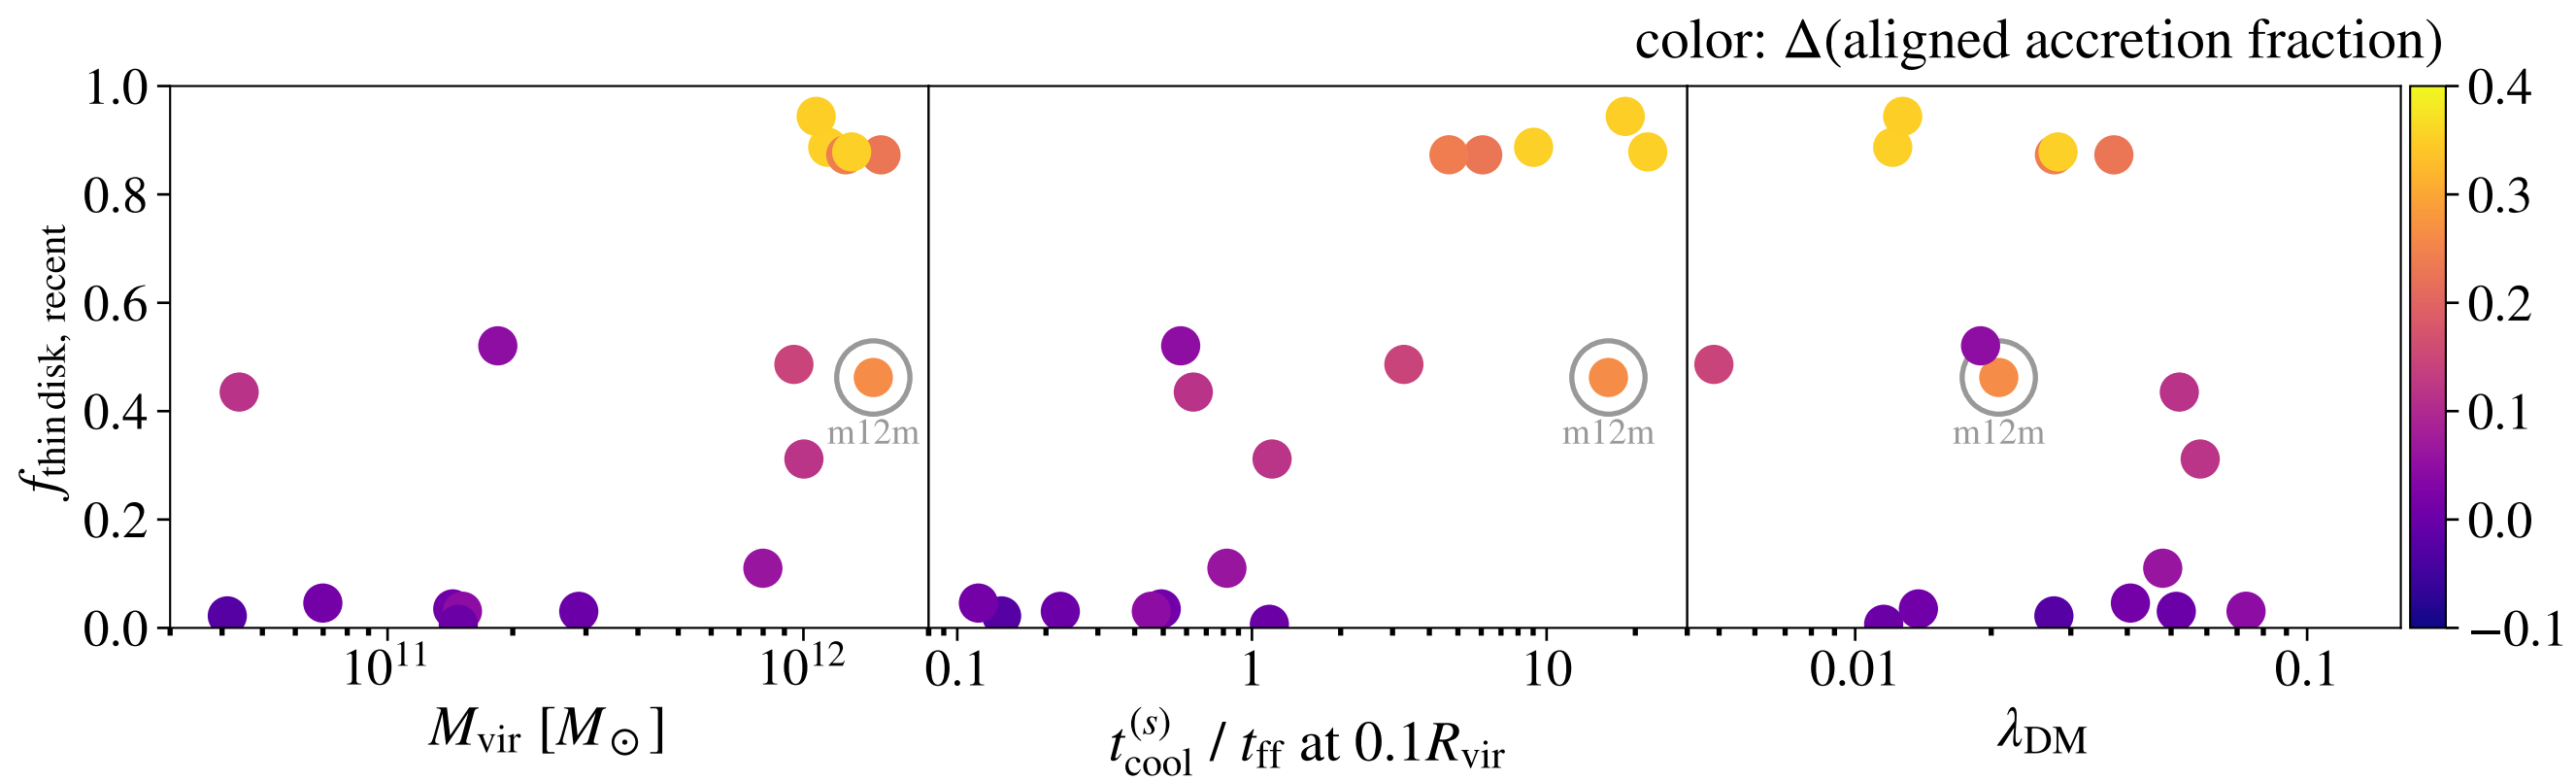 color: Δ(aligned accretion fraction)
1.0
0.8
0.6
0.4
0.2
0.0
f_thin disk, recent
m12m
m12m
m12m
0.4
0.3
0.2
0.1
0.0
−0.1
10^11
10^12
0.1
1
10
0.01
0.1
M_vir [M_⊙]
t_cool^(s) / t_ff at 0.1R_vir
λ_DM